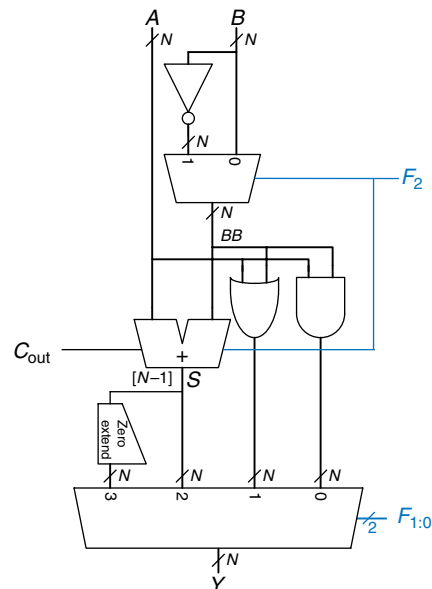 A B
N N
N
1 0
F2
N
BB
+
Cout
[N–1] S
Zero
extend
N N N N
3 2 1 0
2 F1:0
N
Y